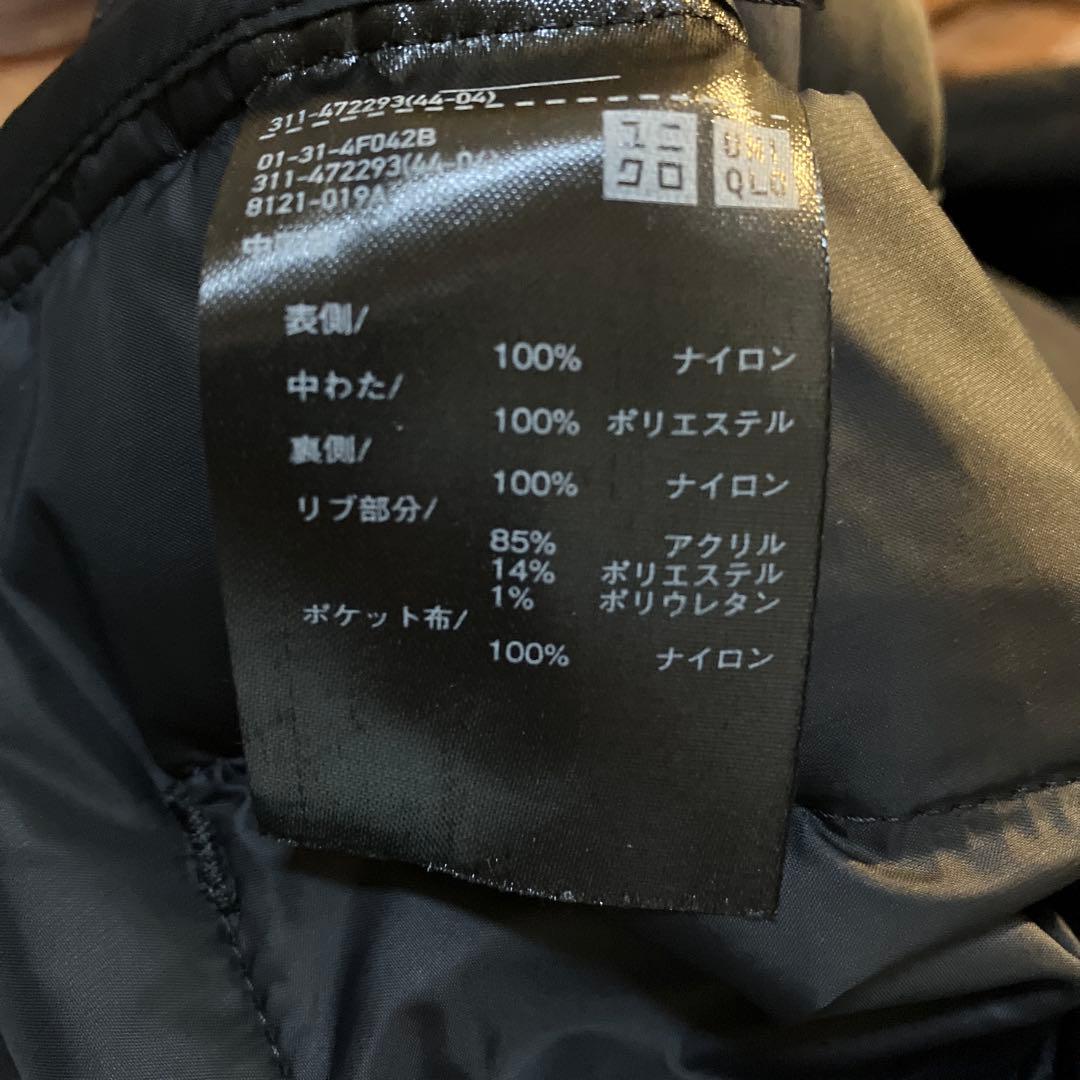 311-472293(44-04)
01-31-4F042B
311-472293(44-04)
8121-019A
ユニ
クロ
UNI
QLO
表側/
100% ナイロン
中わた/
100% ポリエステル
裏側/
100% ナイロン
リブ部分/
85% アクリル
14% ポリエステル
1% ポリウレタン
ポケット布/
100% ナイロン